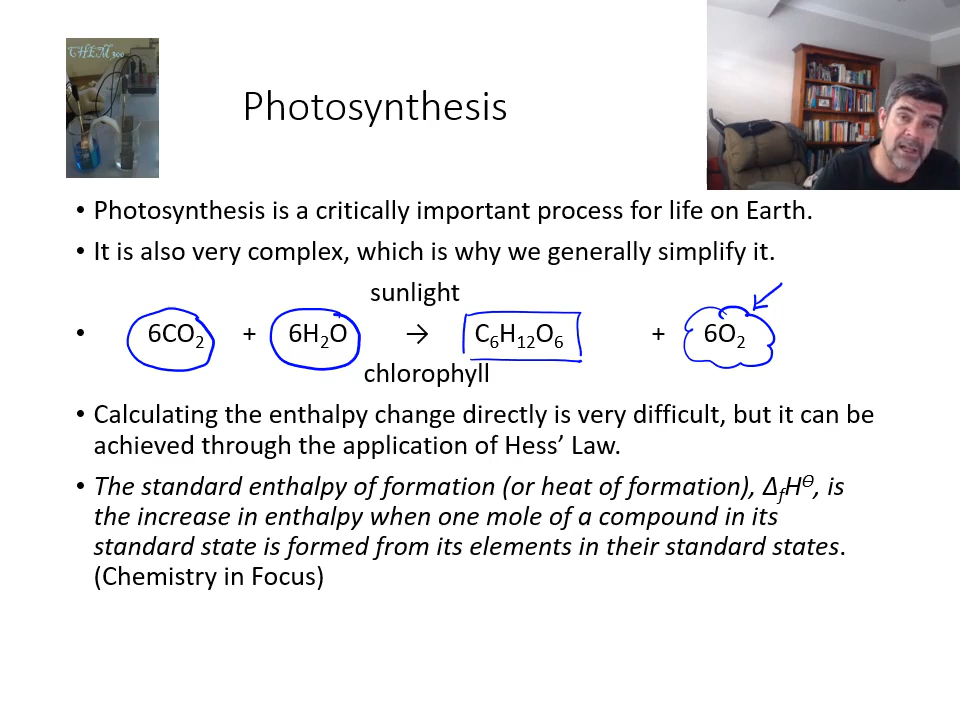 CHEM 300
Photosynthesis
• Photosynthesis is a critically important process for life on Earth.
• It is also very complex, which is why we generally simplify it.
sunlight
• 6CO₂ + 6H₂O → C₆H₁₂O₆ + 6O₂
chlorophyll
• Calculating the enthalpy change directly is very difficult, but it can be
achieved through the application of Hess’ Law.
• The standard enthalpy of formation (or heat of formation), ΔfH⦵, is
the increase in enthalpy when one mole of a compound in its
standard state is formed from its elements in their standard states.
(Chemistry in Focus)